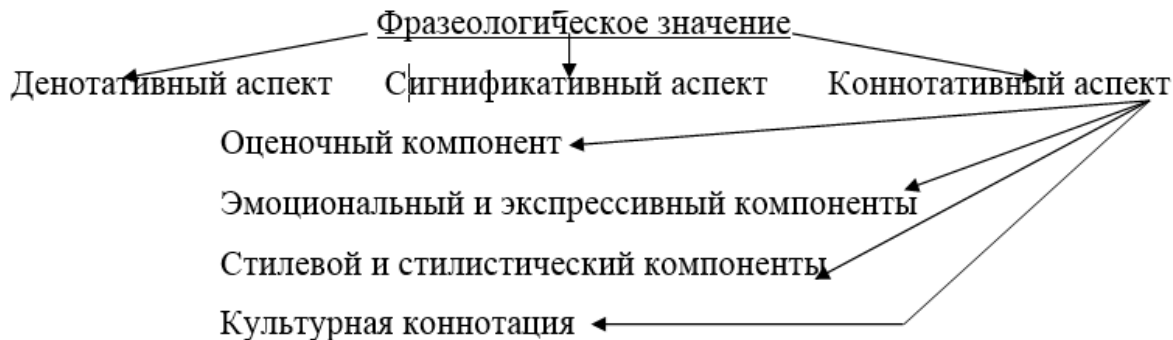 Фразеологическое значение
Денотативный аспект Сигнификативный аспект Коннотативный аспект
Оценочный компонент
Эмоциональный и экспрессивный компоненты
Стилевой и стилистический компоненты
Культурная коннотация